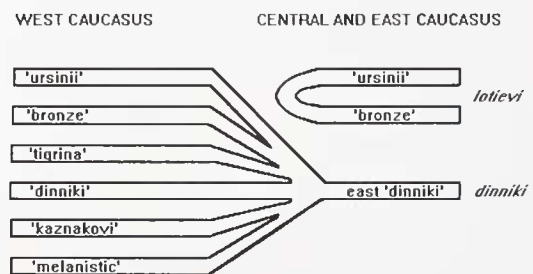 WEST CAUCASUS
CENTRAL AND EAST CAUCASUS
'ursinii'
'bronze'
'tigrina'
'dinniki'
'kaznakovi'
'melanistic'
'ursinii'
lotievi
'bronze'
east 'dinniki'
dinniki